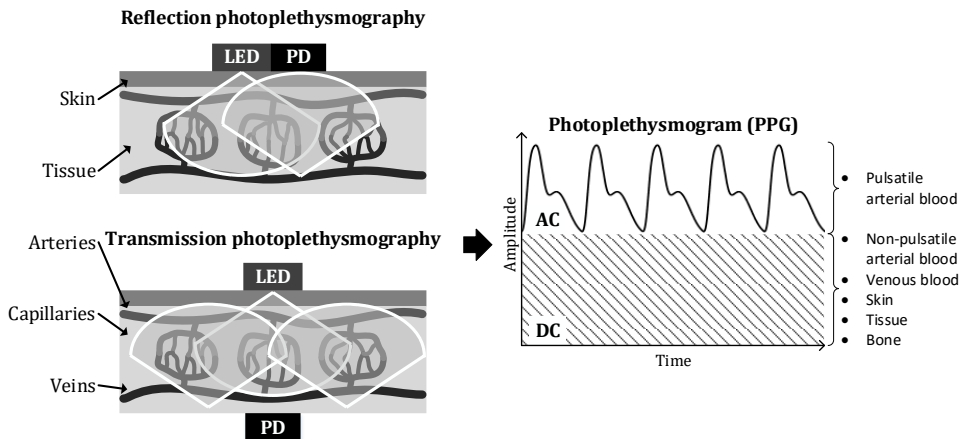 Reflection photoplethysmography
LED
PD
Skin
Tissue
Arteries
Transmission photoplethysmography
LED
Capillaries
Veins
PD
Photoplethysmogram (PPG)
Amplitude
AC
DC
Time
• Pulsatile
arterial blood
• Non-pulsatile
arterial blood
• Venous blood
• Skin
• Tissue
• Bone